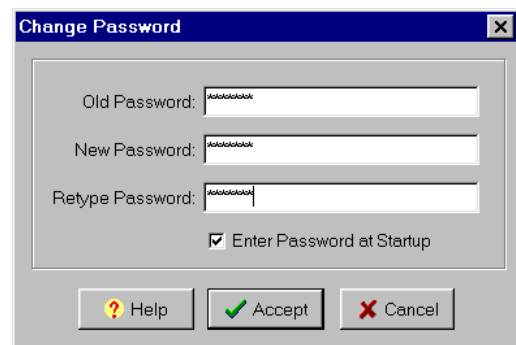 Change Password
Old Password: ********
New Password: ********
Retype Password: ********
Enter Password at Startup
? Help Accept Cancel